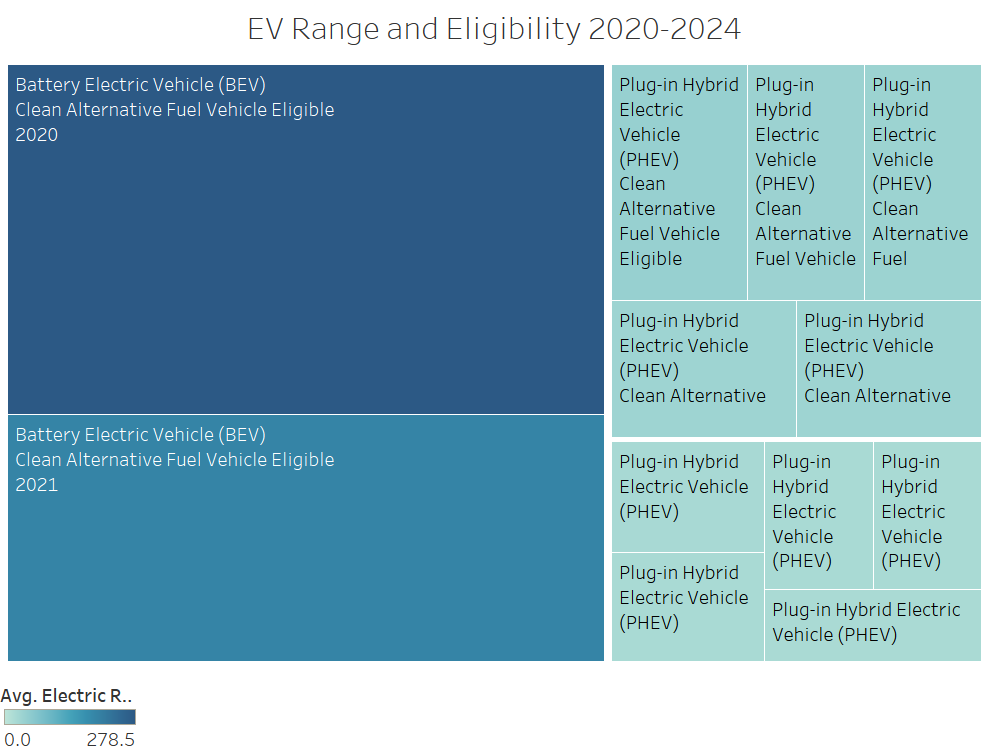 EV Range and Eligibility 2020-2024
Battery Electric Vehicle (BEV)
Clean Alternative Fuel Vehicle Eligible
2020
Battery Electric Vehicle (BEV)
Clean Alternative Fuel Vehicle Eligible
2021
Plug-in Hybrid
Electric
Vehicle
(PHEV)
Clean
Alternative
Fuel Vehicle
Eligible
Plug-in
Hybrid
Electric
Vehicle
(PHEV)
Clean
Alternative
Fuel Vehicle
Plug-in
Hybrid
Electric
Vehicle
(PHEV)
Clean
Alternative
Fuel
Plug-in Hybrid
Electric Vehicle
(PHEV)
Clean Alternative
Plug-in Hybrid
Electric Vehicle
(PHEV)
Clean Alternative
Plug-in Hybrid
Electric Vehicle
(PHEV)
Plug-in
Hybrid
Electric
Vehicle
(PHEV)
Plug-in
Hybrid
Electric
Vehicle
(PHEV)
Plug-in Hybrid
Electric Vehicle
(PHEV)
Plug-in Hybrid Electric
Vehicle (PHEV)
Avg. Electric R..
0.0
278.5